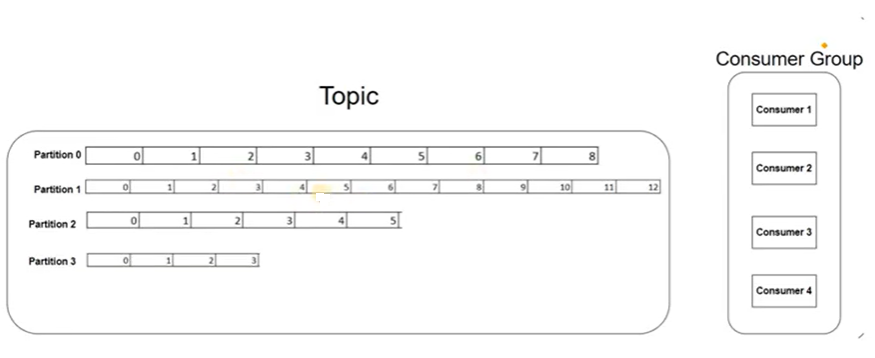 Consumer Group
Topic
Consumer 1
Partition 0 0 1 2 3 4 5 6 7 8
Consumer 2
Partition 1 0 1 2 3 4 5 6 7 8 9 10 11 12
Partition 2 0 1 2 3 4 5
Consumer 3
Partition 3 0 1 2 3
Consumer 4